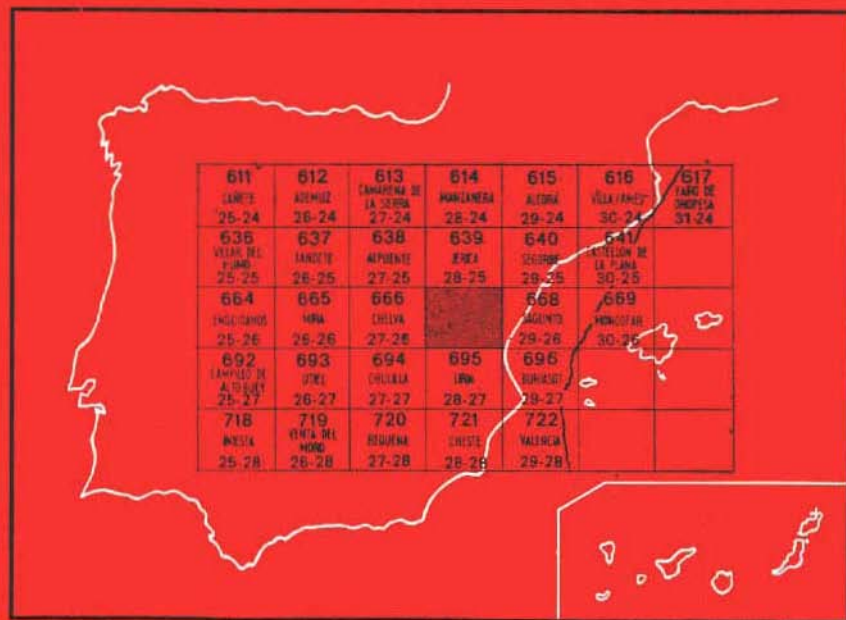 611 612 613 614 615 616 617
CAÑETE ADEMUZ CAMARENA DE LA SIERRA MANZANERA ALCORA VILLAFAMES FARO DE OROPESA
25-24 26-24 27-24 28-24 29-24 30-24 31-24
636 637 638 639 640 641
VILLAR DEL HUMO LANDETE ALPUENTE JERICA SEGORBE CASTELLON DE LA PLANA
25-25 26-25 27-25 28-25 29-25 30-25
664 665 666 668 669
ENGUIDANOS MIRA CHELVA SAGUNTO MONCOFAR
25-26 26-26 27-26 29-26 30-26
692 693 694 695 696
CAMPILLO DE ALTOBUEY UTIEL CHULILLA LIRIA BURJASOT
25-27 26-27 27-27 28-27 29-27
718 719 720 721 722
INIESTA VENTA DEL MORO REQUENA CHESTE VALENCIA
25-28 26-28 27-28 28-28 29-28